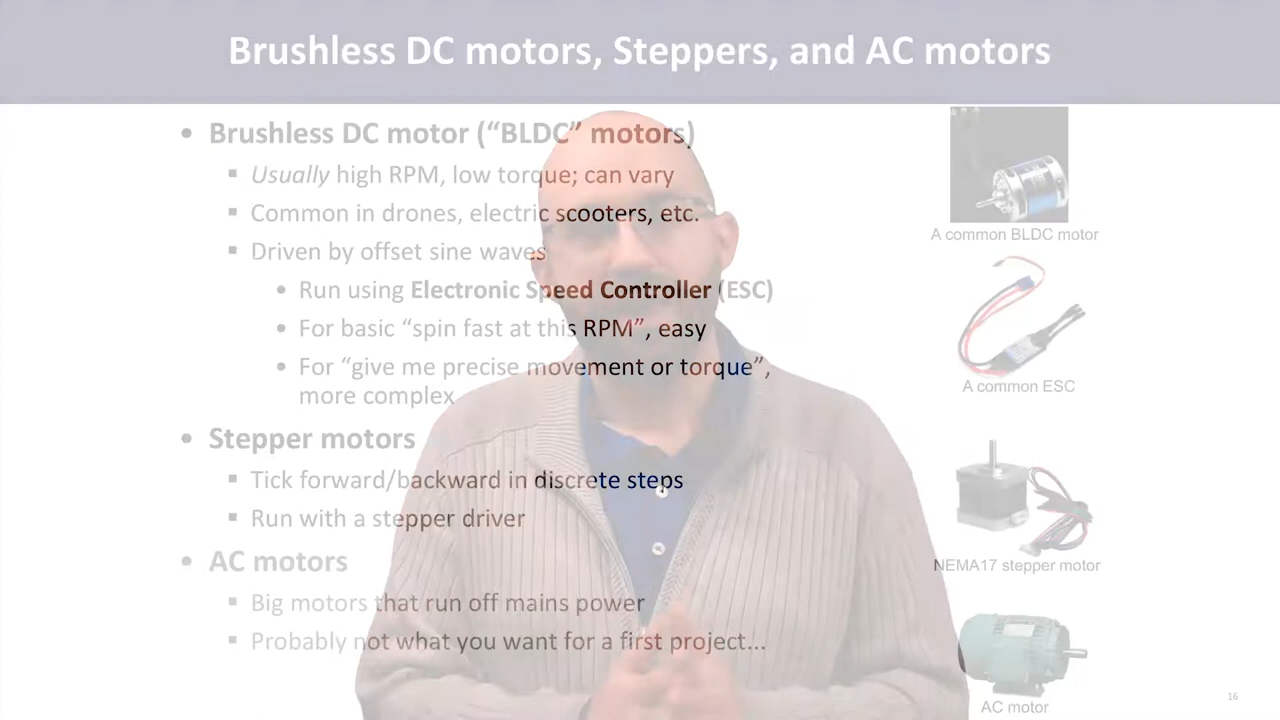 Brushless DC motors, Steppers, and AC motors
• Brushless DC motor (“BLDC” motors)
▪ Usually high RPM, low torque; can vary
▪ Common in drones, electric scooters, etc.
▪ Driven by offset sine waves
• Run using Electronic Speed Controller (ESC)
• For basic “spin fast at this RPM”, easy
• For “give me precise movement or torque”,
more complex
• Stepper motors
▪ Tick forward/backward in discrete steps
▪ Run with a stepper driver
• AC motors
▪ Big motors that run off mains power
▪ Probably not what you want for a first project...
A common BLDC motor
A common ESC
NEMA17 stepper motor
AC motor
16